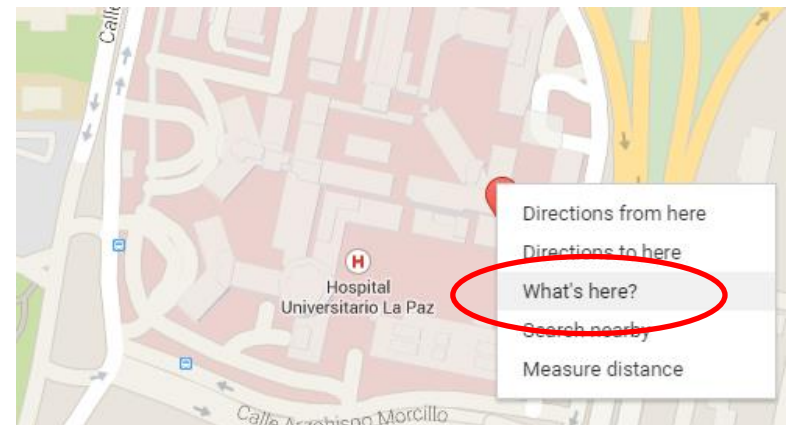 Calle
H
Hospital
Universitario La Paz
Directions from here
Directions to here
What's here?
Search nearby
Measure distance
Calle Arzobispo Morcillo